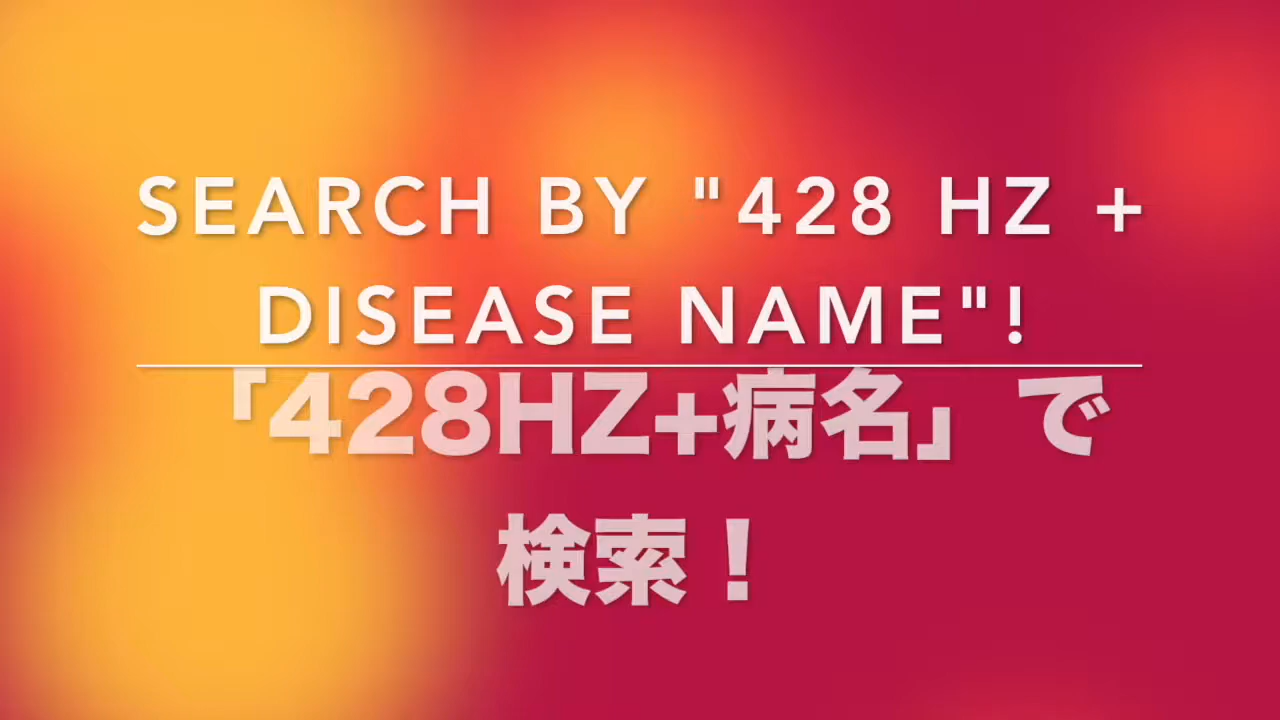 SEARCH BY "428 HZ +
DISEASE NAME"!
「428HZ+病名」で
検索！